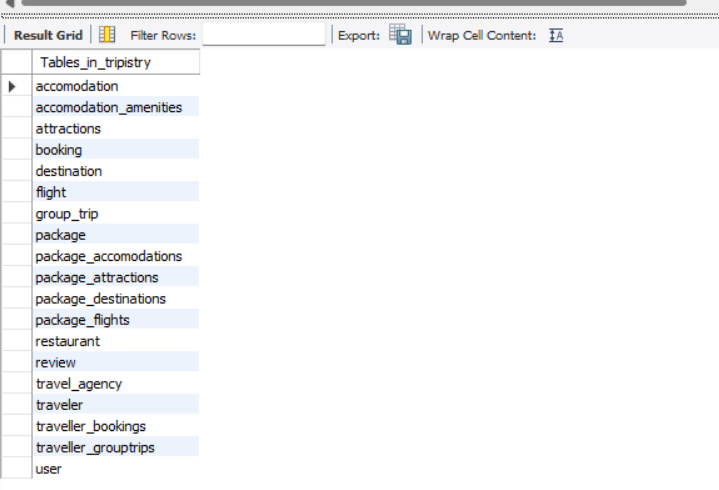 Result Grid Filter Rows: Export: Wrap Cell Content: IA
Tables_in_tripistry
accomodation
accomodation_amenities
attractions
booking
destination
flight
group_trip
package
package_accomodations
package_attractions
package_destinations
package_flights
restaurant
review
travel_agency
traveler
traveller_bookings
traveller_grouptrips
user